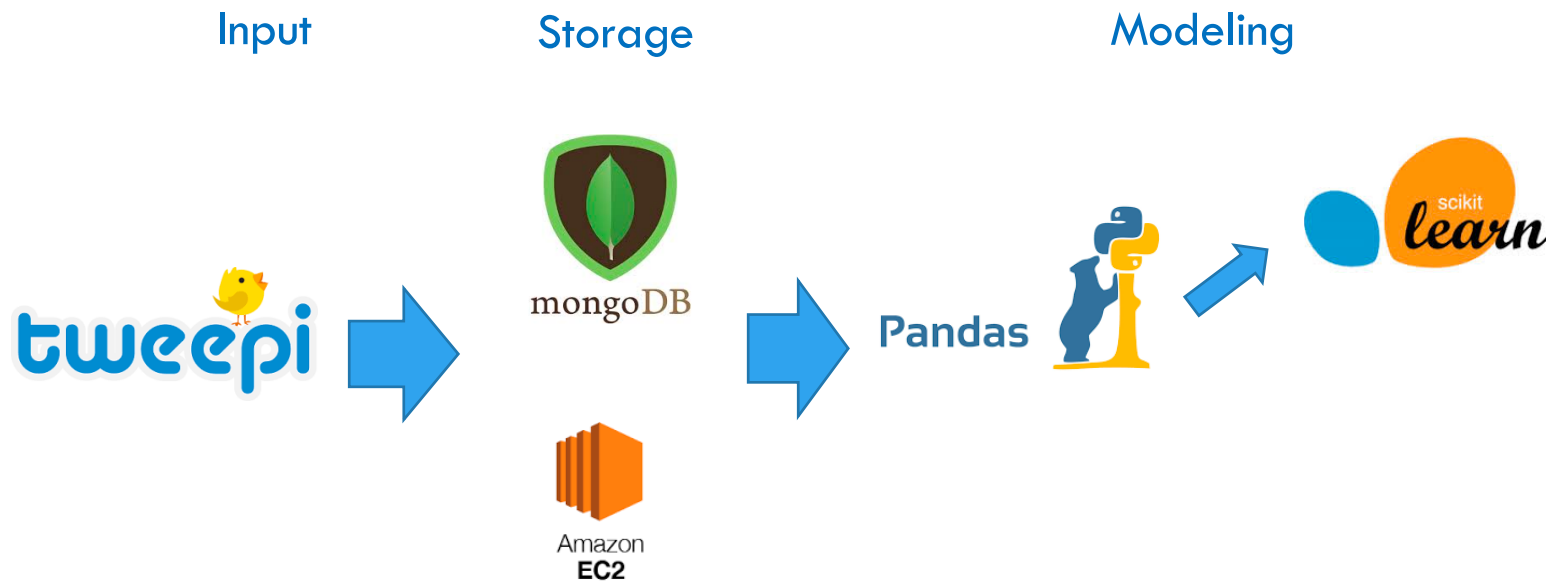 Input
Storage
Modeling
tweepi
mongoDB
Amazon
EC2
Pandas
scikit
learn